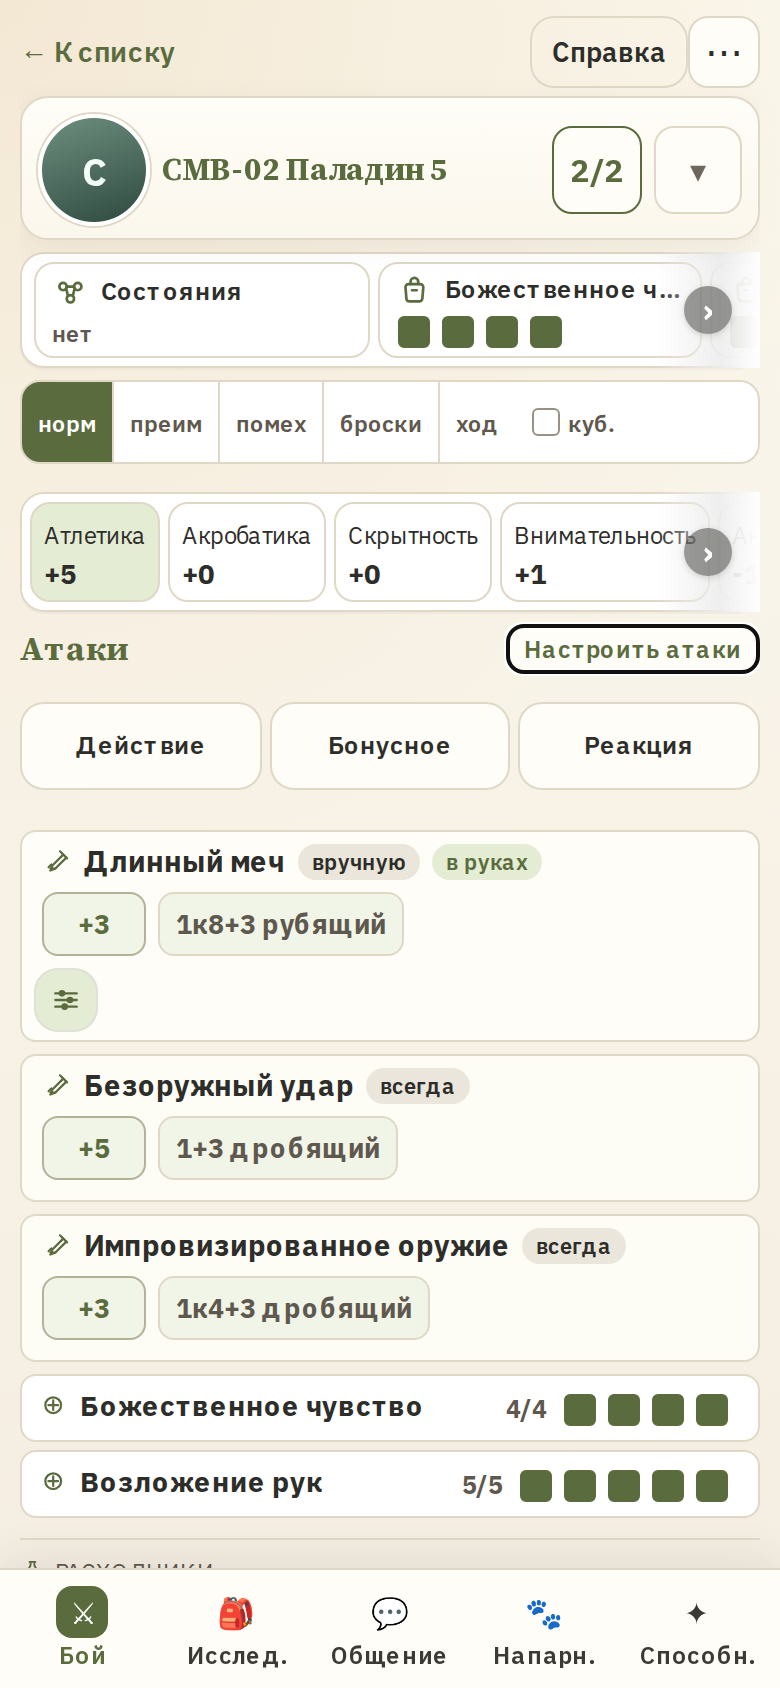 ← К списку
Справка
...
С
СМВ-02 Паладин 5
2/2
▼
Состояния
нет
Божественное ч...
норм
преим
помех
броски
ход
куб.
Атлетика
+5
Акробатика
+0
Скрытность
+0
Внимательность
+1
Атаки
Настроить атаки
Действие
Бонусное
Реакция
Длинный меч
вручную
в руках
+3
1к8+3 рубящий
Безоружный удар
всегда
+5
1+3 дробящий
Импровизированное оружие
всегда
+3
1к4+3 дробящий
Божественное чувство
4/4
Возложение рук
5/5
Бой
Исслед.
Общение
Напарн.
Способн.